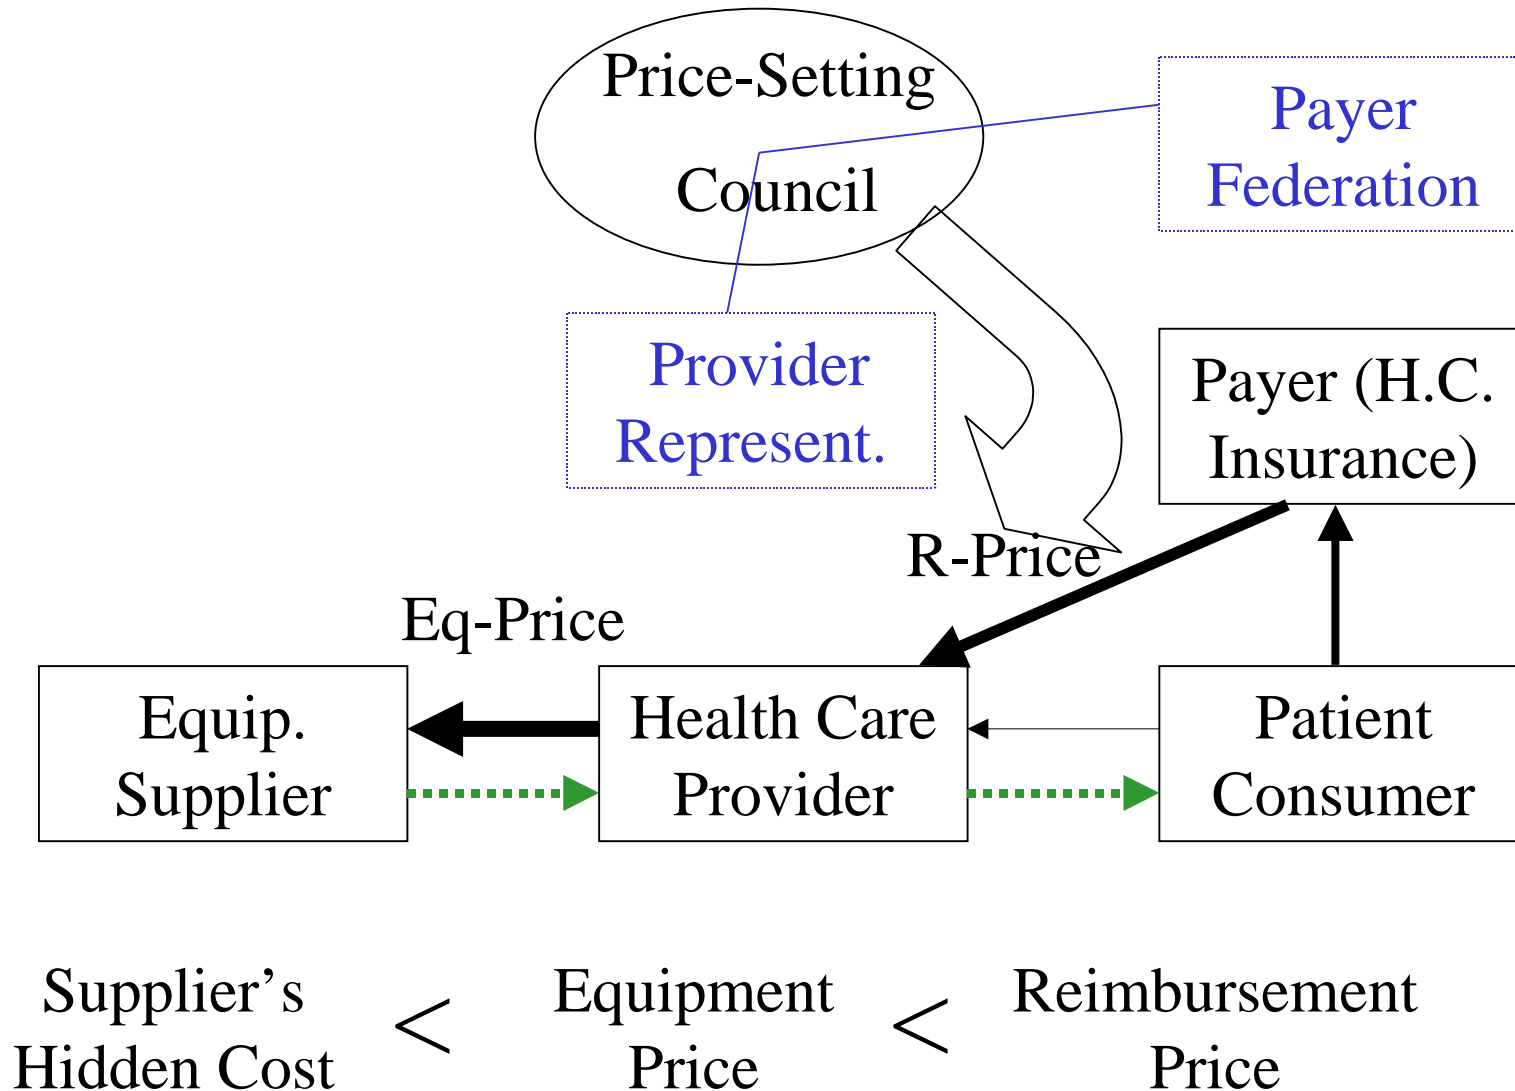 Price-Setting
Council
Payer
Federation
Provider
Represent.
Payer (H.C.
Insurance)
R-Price
Eq-Price
Equip.
Supplier
Health Care
Provider
Patient
Consumer
Supplier’s
Hidden Cost
<
Equipment
Price
<
Reimbursement
Price